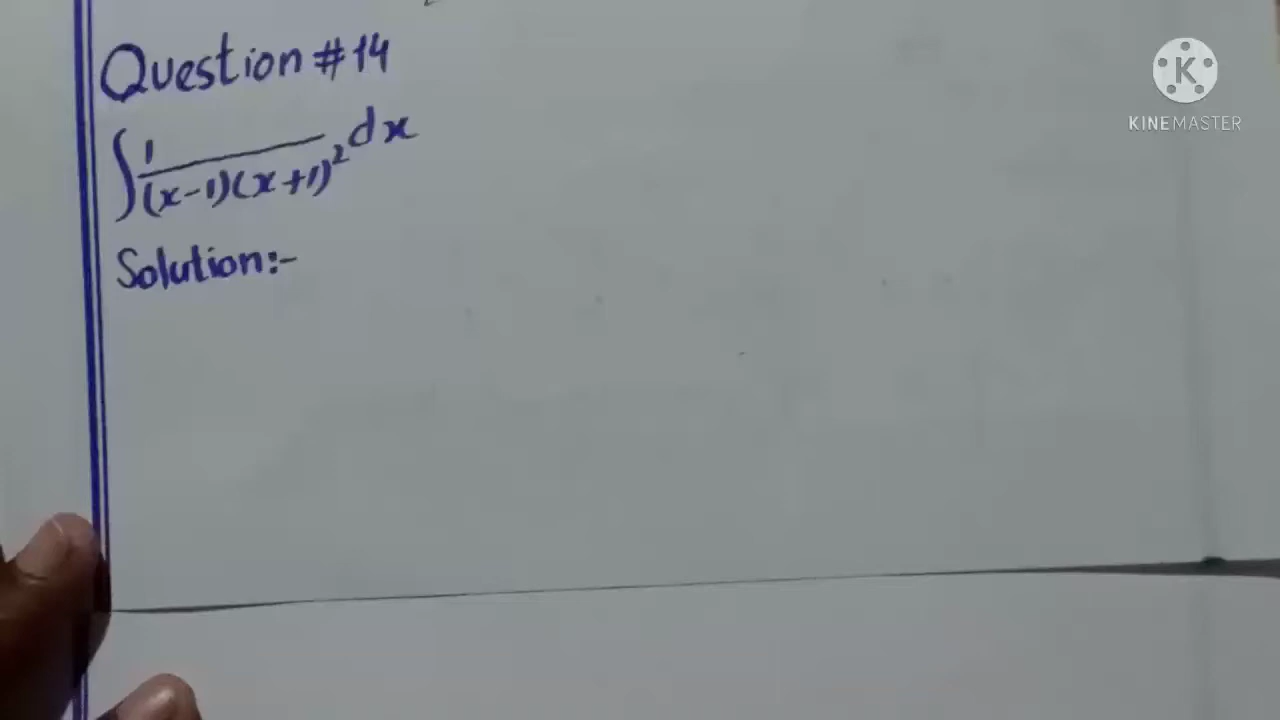 Question #14
∫ 1/(x-1)(x+1)² dx
Solution:-
K
KINEMASTER